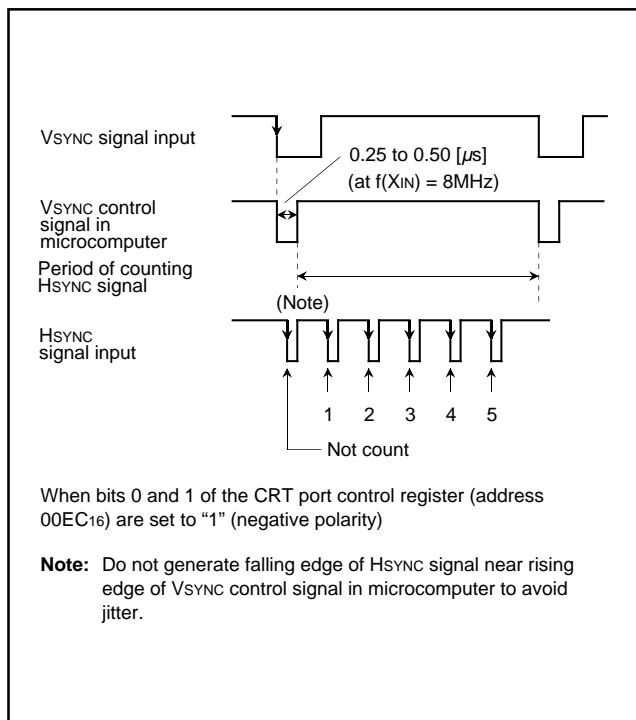 VSYNC signal input
0.25 to 0.50 [µs]
(at f(XIN) = 8MHz)
VSYNC control
signal in
microcomputer
Period of counting
HSYNC signal
(Note)
HSYNC
signal input
1 2 3 4 5
Not count
When bits 0 and 1 of the CRT port control register (address
00EC16) are set to “1” (negative polarity)
Note: Do not generate falling edge of HSYNC signal near rising
edge of VSYNC control signal in microcomputer to avoid
jitter.